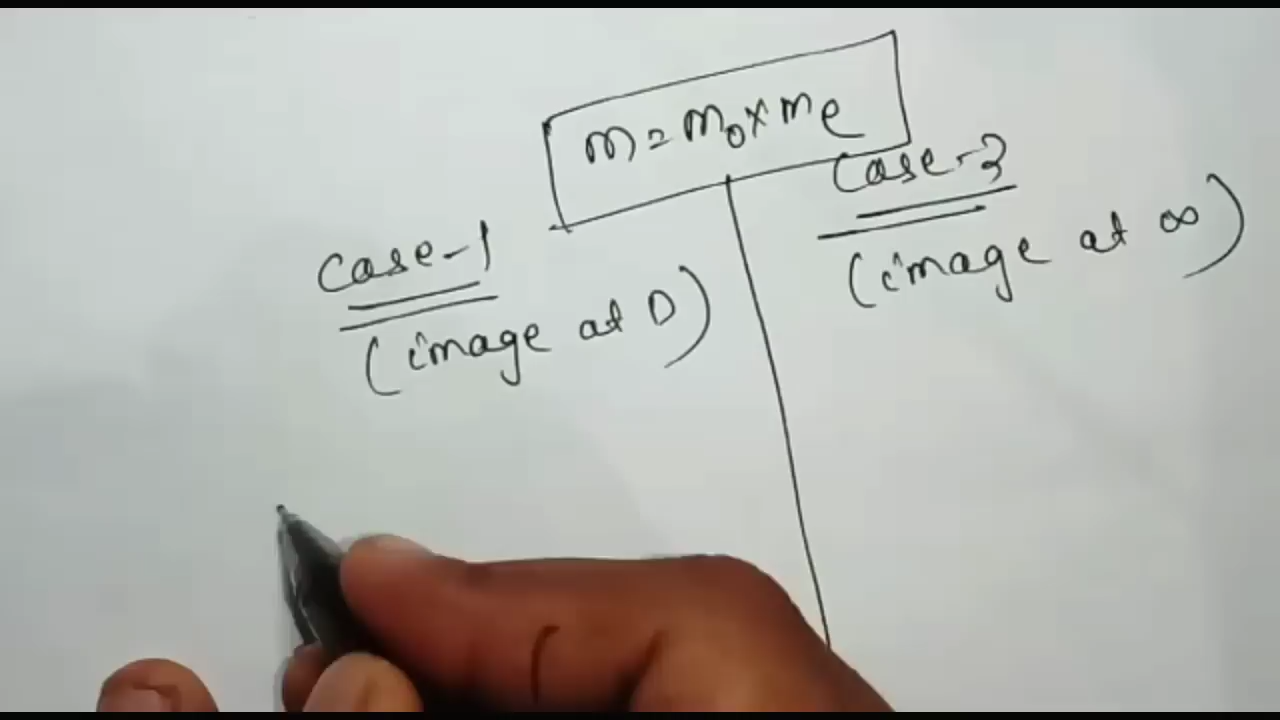 m = m₀ x me
Case-1
(image at D)
Case-2
(image at ∞)